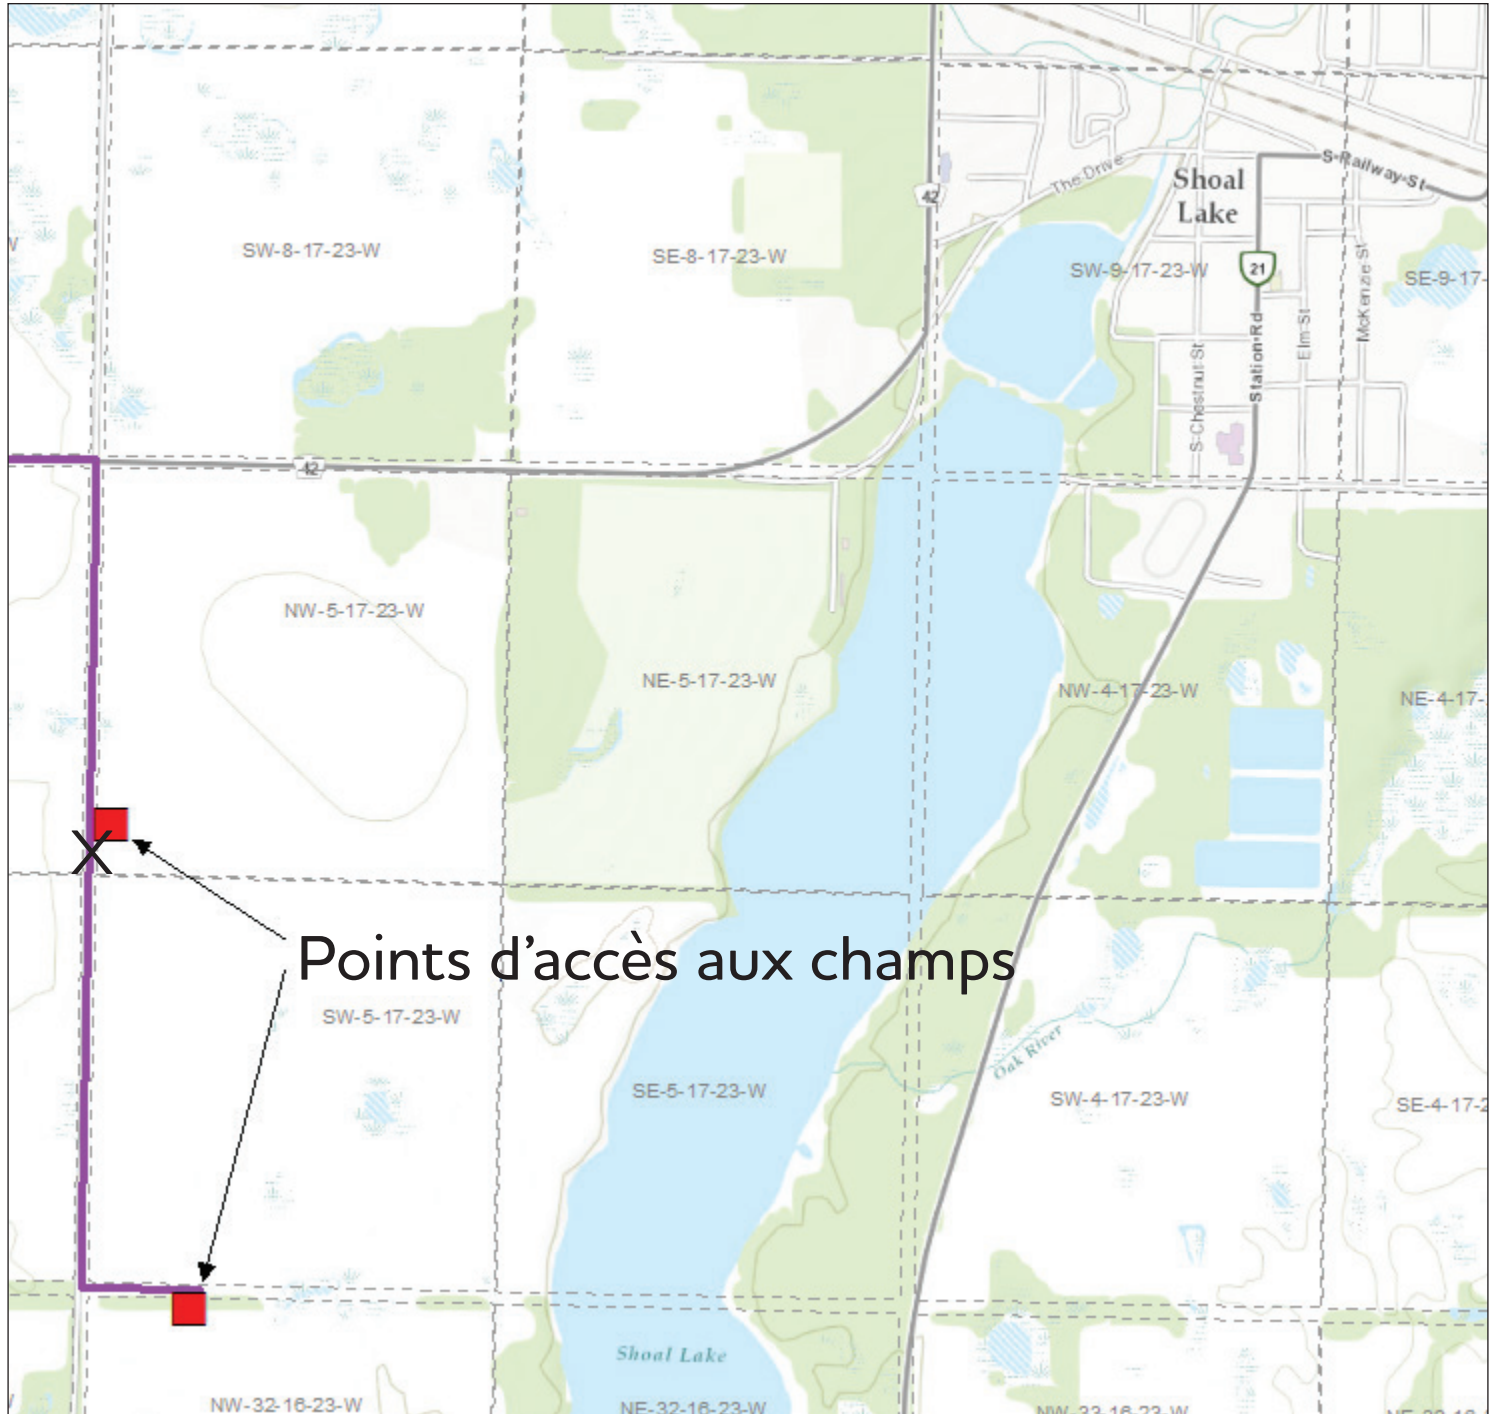 42
The Drive
S-Railway-St
Shoal
Lake
SW-8-17-23-W
SE-8-17-23-W
SW-9-17-23-W
21
SE-9-17-
McKenzie St
Elm-St
Station-Rd
S-Chestnut-St
42
NW-5-17-23-W
NE-5-17-23-W
NW-4-17-23-W
NE-4-17-
X
Points d'accès aux champs
SW-5-17-23-W
Oak River
SE-5-17-23-W
SW-4-17-23-W
SE-4-17-2
Shoal Lake
NW-32-16-23-W
NE-32-16-23-W
NW-33-16-23-W